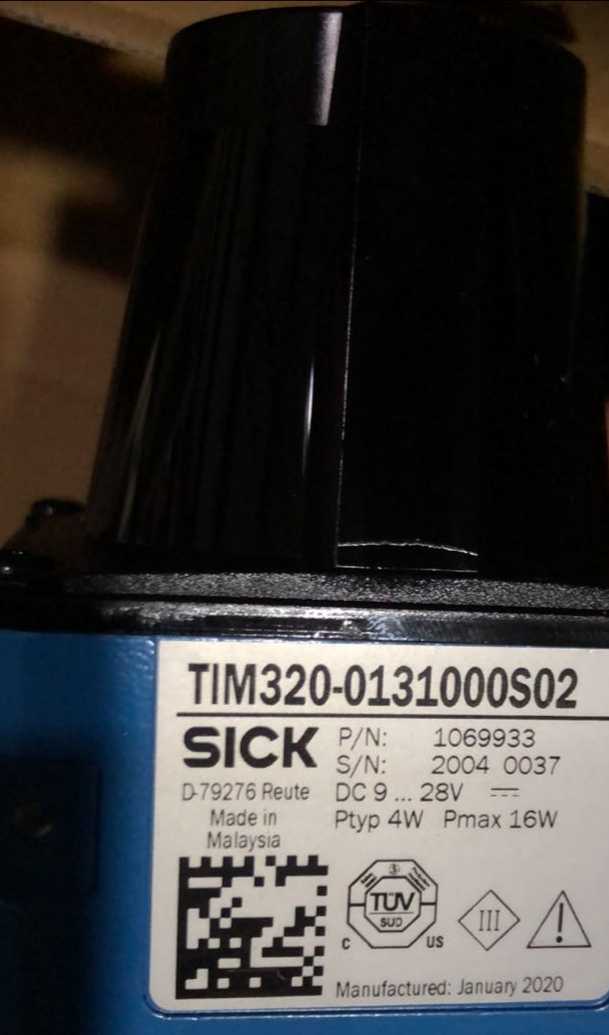 TIM320-0131000S02
SICK
P/N: 1069933
S/N: 2004 0037
D-79276 Reute
DC 9 ... 28V
Made in
Malaysia
Ptyp 4W Pmax 16W
TÜV
SUD
C US
III
!
Manufactured: January 2020